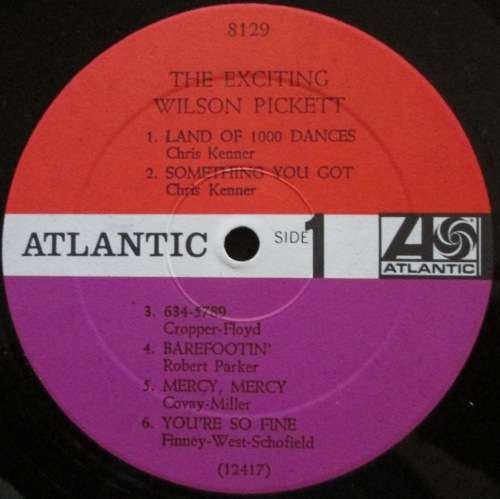 8129
THE EXCITING
WILSON PICKETT
1. LAND OF 1000 DANCES
Chris Kenner
2. SOMETHING YOU GOT
Chris Kenner
ATLANTIC SIDE 1 A ATLANTIC
3. 634-5789
Cropper-Floyd
4. BAREFOOTIN'
Robert Parker
5. MERCY, MERCY
Covay-Miller
6. YOU'RE SO FINE
Finney-West-Schofield
(12417)